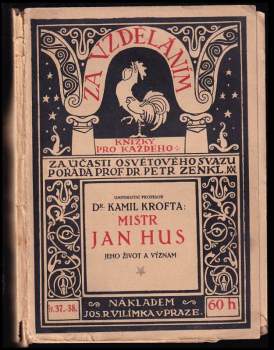 ZA VZDĚLÁNÍM
KNÍŽKY
PRO KAŽDÉHO
ZA ÚČASTI OSVĚTOVÉHO SVAZU
POŘÁDÁ PROF. DR. PETR ZENKL.
UNIVERSITNÍ PROFESOR
DR. KAMIL KROFTA:
MISTR
JAN HUS
JEHO ŽIVOT A VÝZNAM
Č. 37.-38.
NÁKLADEM
JOS. R. VILÍMKA V PRAZE.
60 h